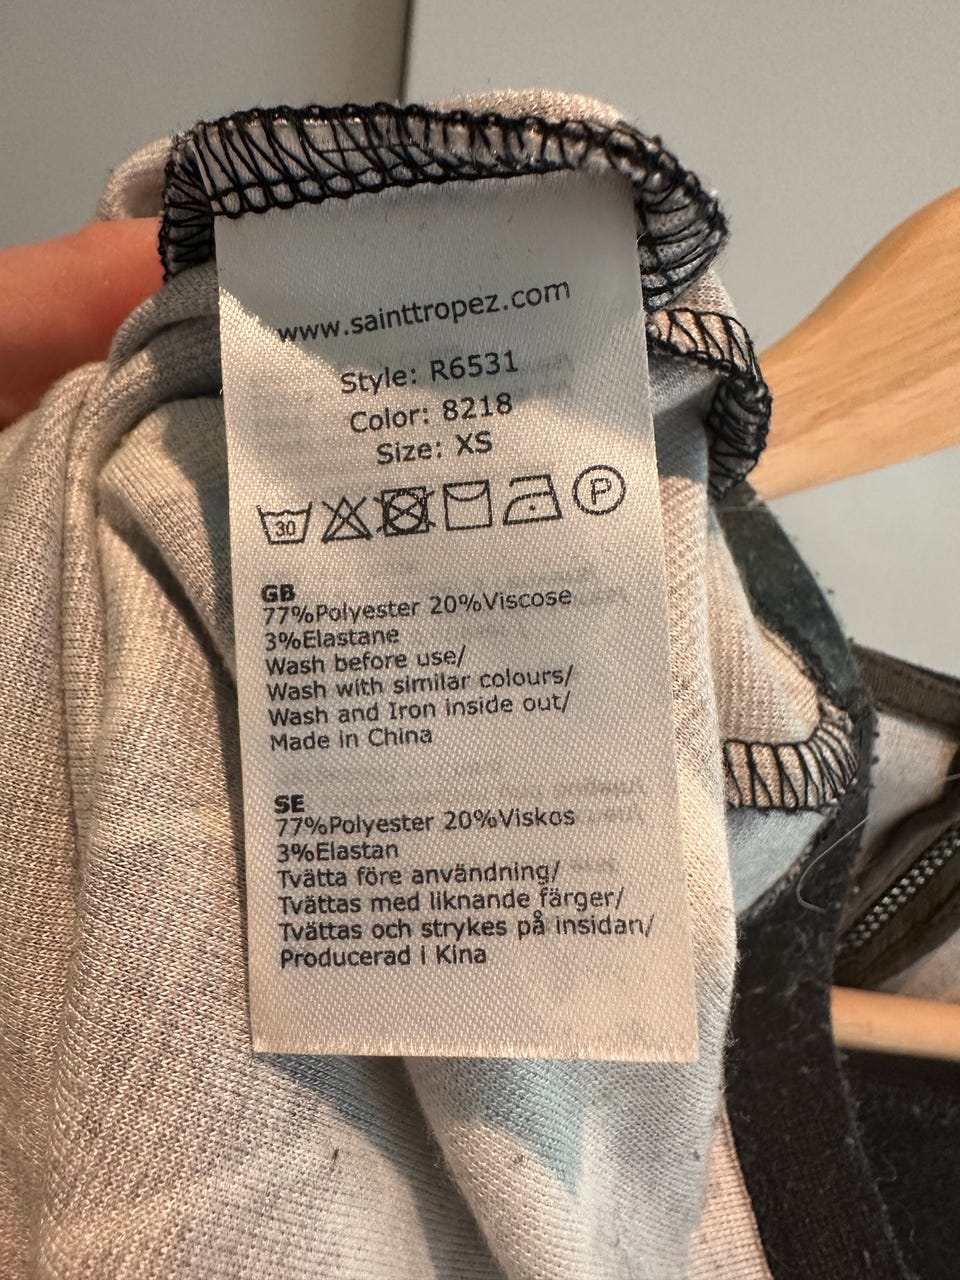 www.sainttropez.com
Style: R6531
Color: 8218
Size: XS
30 P
GB
77%Polyester 20%Viscose
3%Elastane
Wash before use/
Wash with similar colours/
Wash and Iron inside out/
Made in China
SE
77%Polyester 20%Viskos
3%Elastan
Tvätta före användning/
Tvättas med liknande färger/
Tvättas och strykes på insidan/
Producerad i Kina